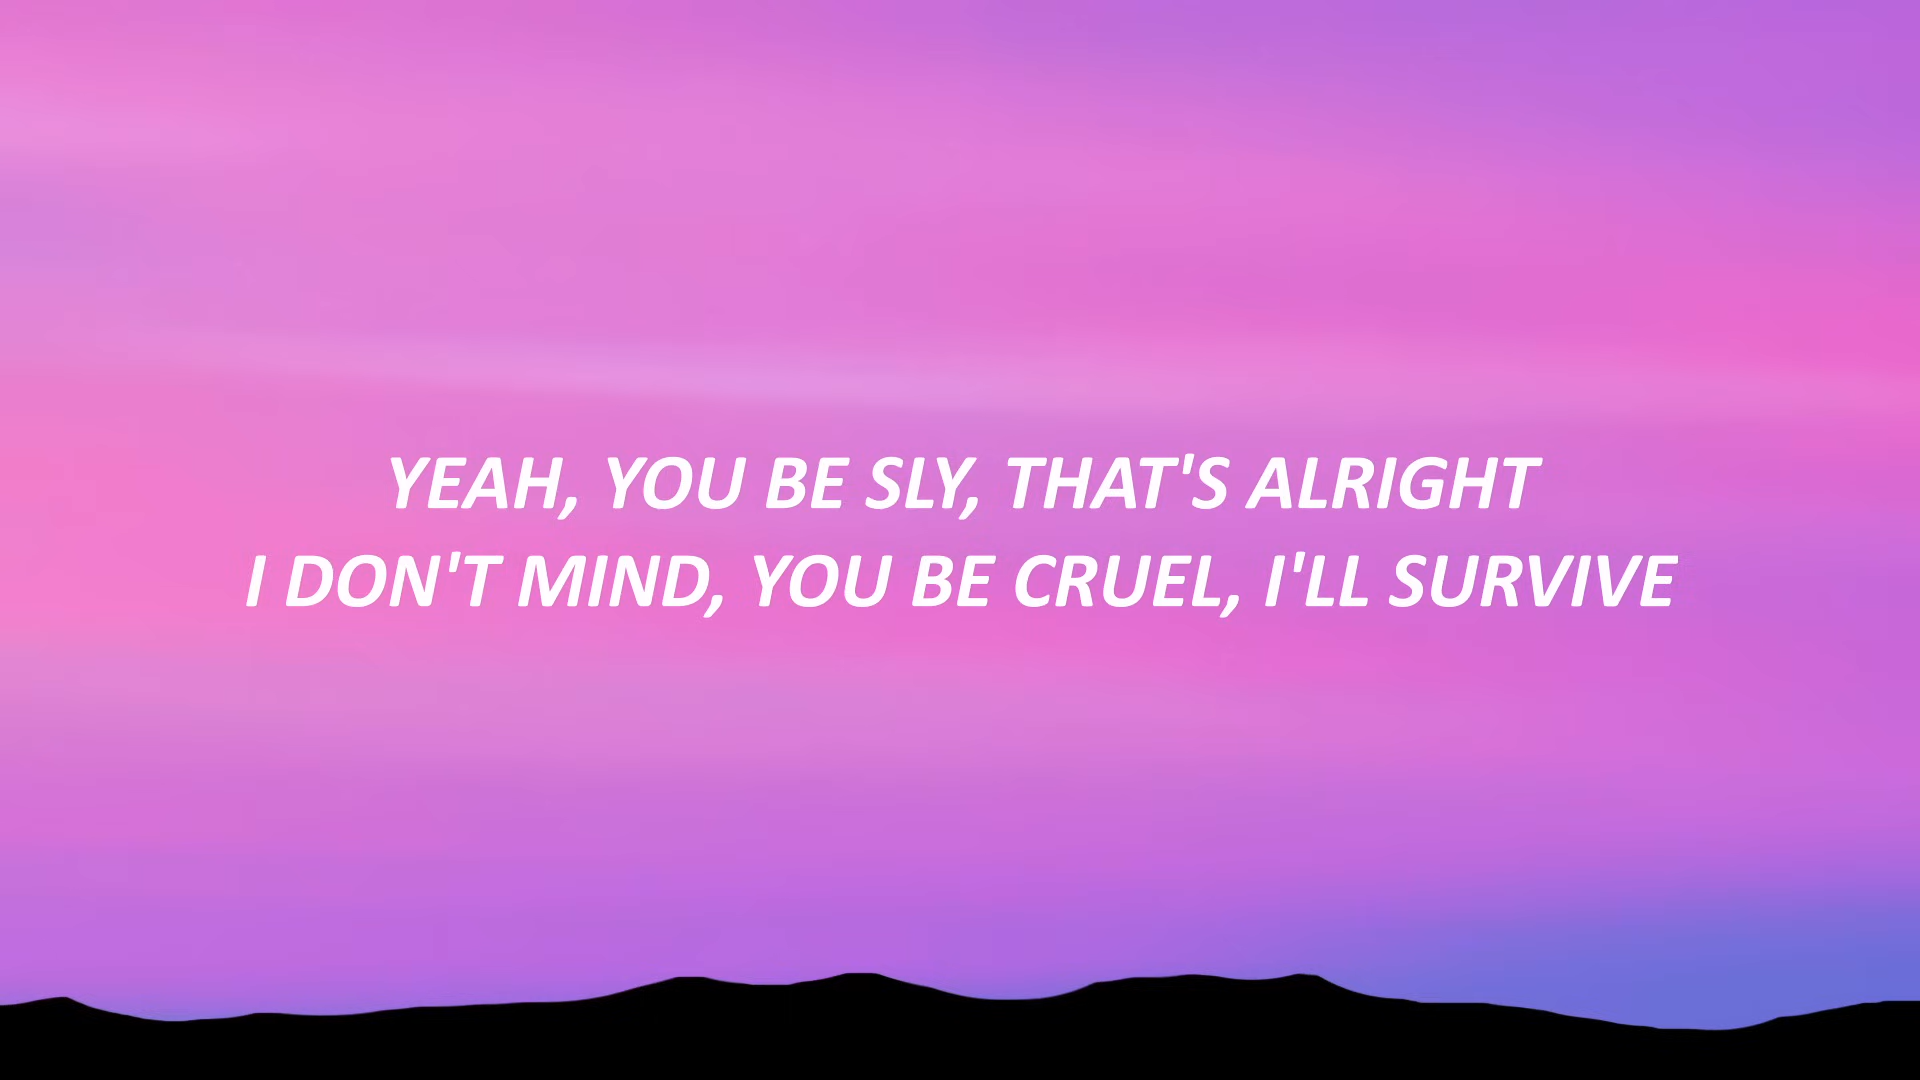 YEAH, YOU BE SLY, THAT'S ALRIGHT
I DON'T MIND, YOU BE CRUEL, I'LL SURVIVE